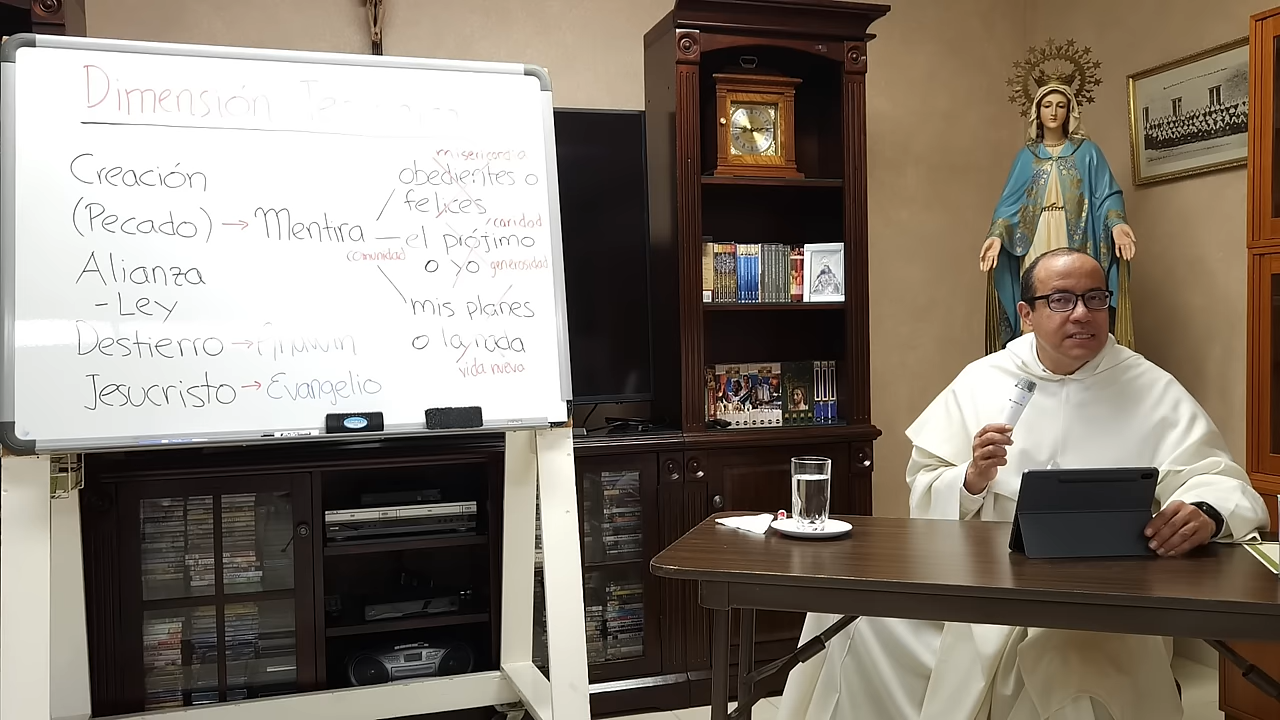 Dimensión
Creación
(Pecado) → Mentira
Alianza
- Ley
Destierro →
Jesucristo → Evangelio
misericordia
obedientes o
felices
caridad
el prójimo
comunidad
o yo generosidad
mis planes
o la nada
vida nueva